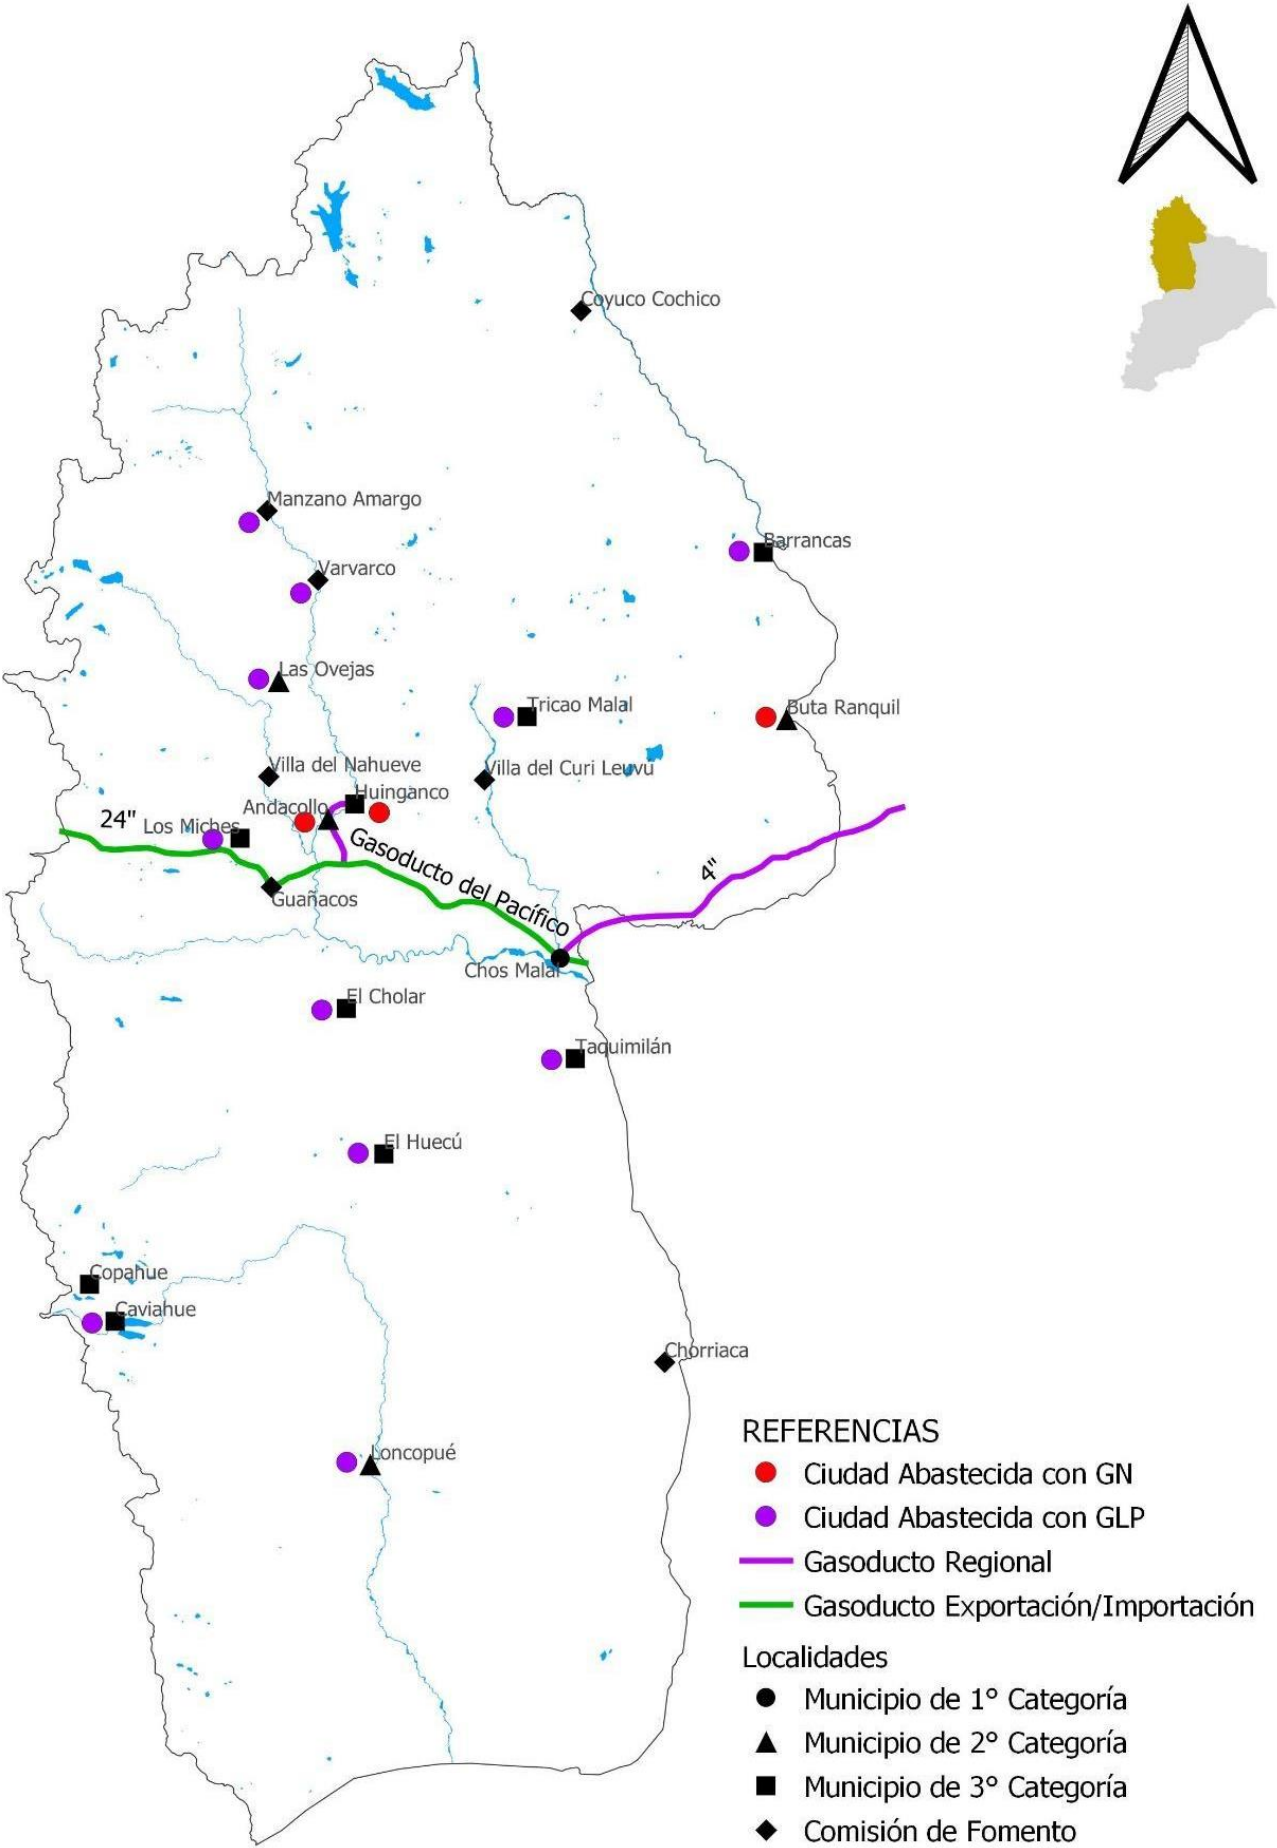 Coyuco Cochico
Manzano Amargo
Barrancas
Varvarco
Las Ovejas
Tricao Malal
Buta Ranquil
Villa del Nahueve
Villa del Curi Leuvú
Huinganco
Andacollo
24"
Los Miches
Gasoducto del Pacífico
4"
Guañacos
Chos Malal
El Cholar
Taquimilán
El Huecú
Copahue
Caviahue
Chorriaca
Loncopué
REFERENCIAS
Ciudad Abastecida con GN
Ciudad Abastecida con GLP
Gasoducto Regional
Gasoducto Exportación/Importación
Localidades
Municipio de 1° Categoría
Municipio de 2° Categoría
Municipio de 3° Categoría
Comisión de Fomento